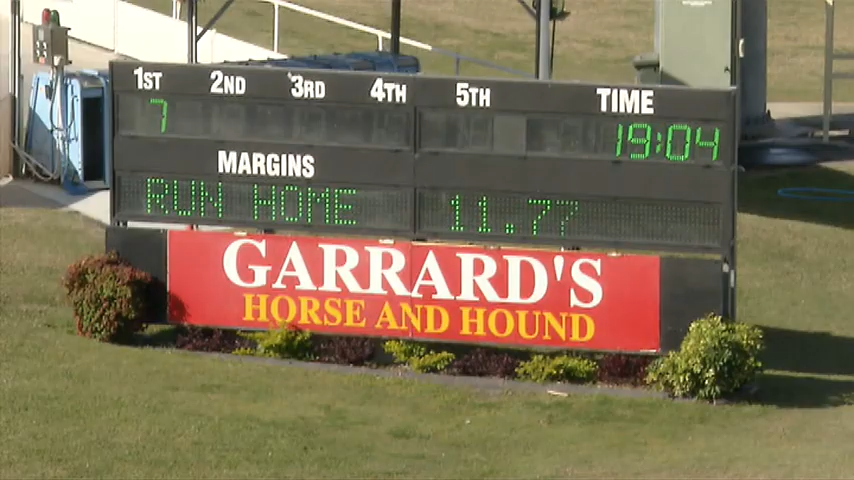 1ST 2ND 3RD 4TH 5TH TIME
7 19:04
MARGINS
RUN HOME 11.77
GARRARD'S
HORSE AND HOUND